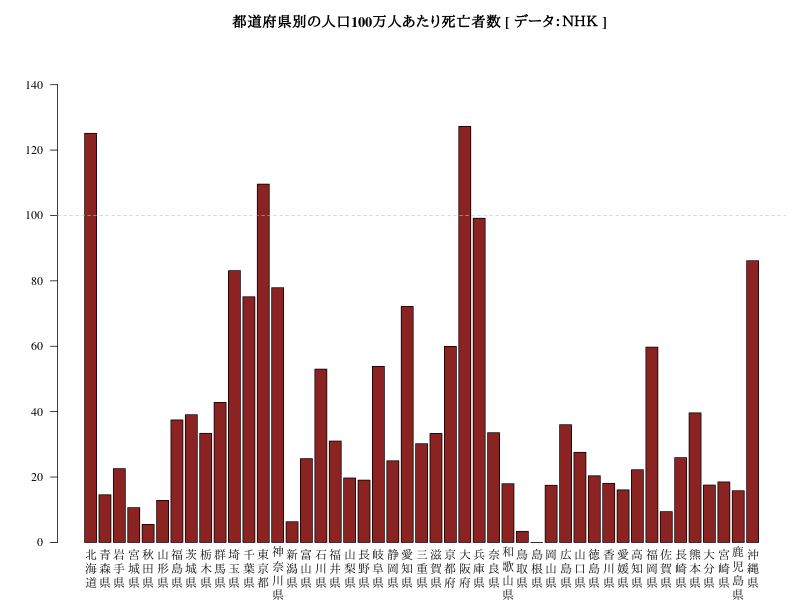 都道府県別の人口100万人あたり死亡者数 [ データ: NHK ]
140
120
100
80
60
40
20
0
北海道
青森県
岩手県
宮城県
秋田県
山形県
福島県
茨城県
栃木県
群馬県
埼玉県
千葉県
東京都
神奈川県
新潟県
富山県
石川県
福井県
山梨県
長野県
岐阜県
静岡県
愛知県
三重県
滋賀県
京都府
大阪府
兵庫県
奈良県
和歌山県
鳥取県
島根県
岡山県
広島県
山口県
徳島県
香川県
愛媛県
高知県
福岡県
佐賀県
長崎県
熊本県
大分県
宮崎県
鹿児島県
沖縄県